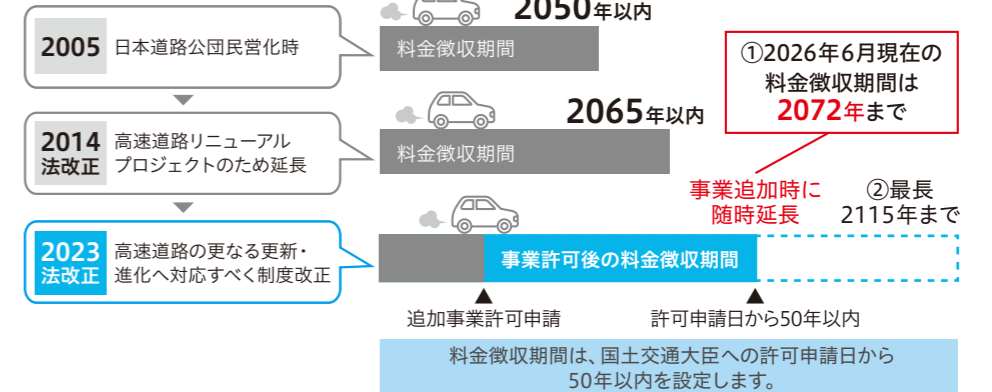 2050年以内
2005 日本道路公団民営化時
料金徴収期間
①2026年6月現在の
料金徴収期間は
2072年まで
2065年以内
2014
法改正
高速道路リニューアル
プロジェクトのため延長
料金徴収期間
事業追加時に
随時延長
②最長
2115年まで
2023
法改正
高速道路の更なる更新・
進化へ対応すべく制度改正
事業許可後の料金徴収期間
追加事業許可申請
許可申請日から50年以内
料金徴収期間は、国土交通大臣への許可申請日から
50年以内を設定します。